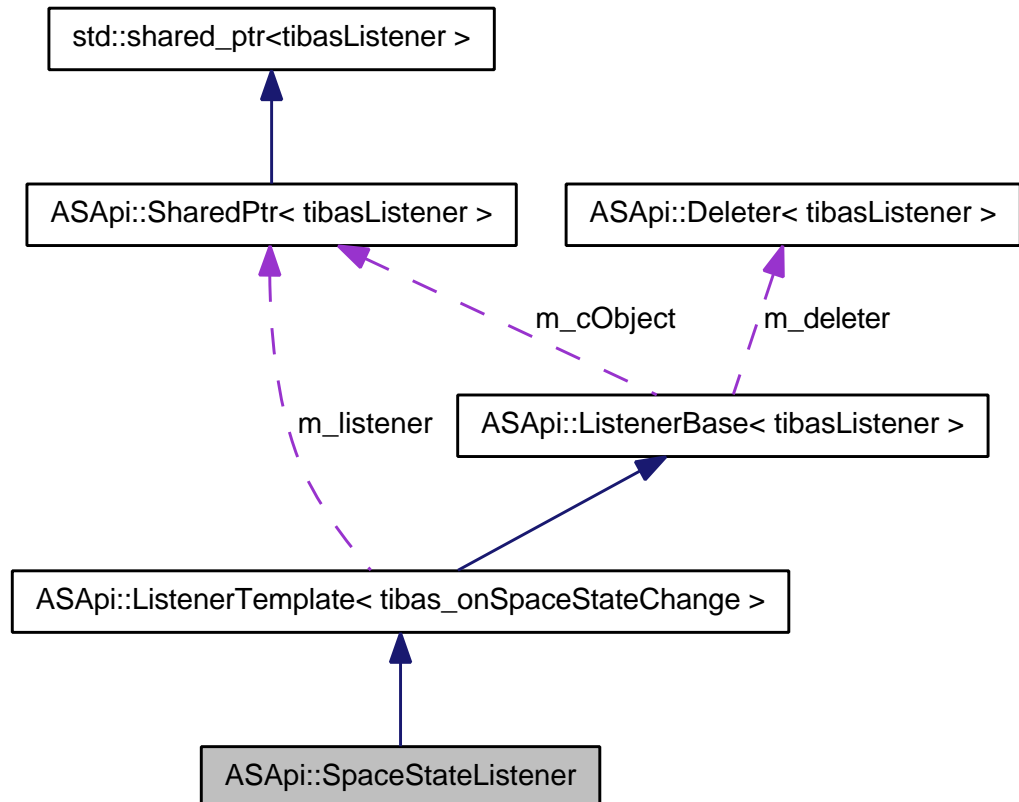 std::shared_ptr<tibasListener >
ASApi::SharedPtr< tibasListener >
ASApi::Deleter< tibasListener >
m_cObject
m_deleter
m_listener
ASApi::ListenerBase< tibasListener >
ASApi::ListenerTemplate< tibas_onSpaceStateChange >
ASApi::SpaceStateListener